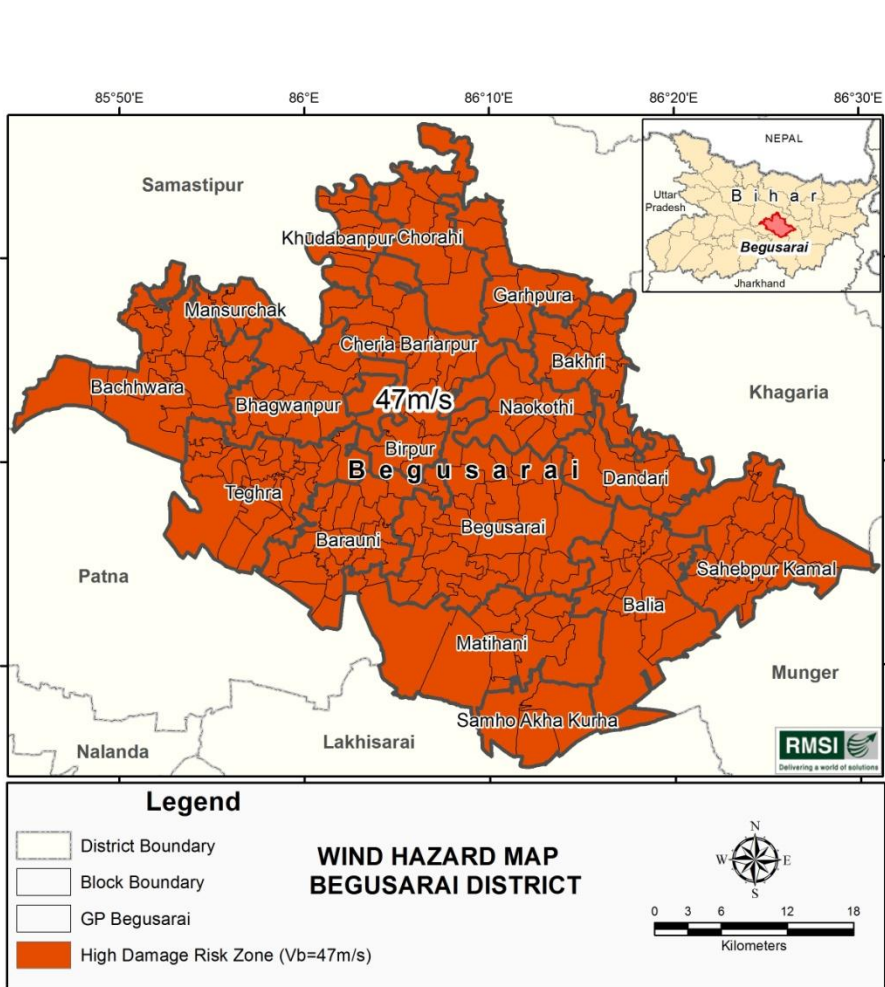 85°50'E
86°E
86°10'E
86°20'E
86°30'E
NEPAL
Uttar
Pradesh
Bihar
Begusarai
Jharkhand
Samastipur
Khudabanpur
Chorahi
Garhpura
Mansurchak
Cheria Bariarpur
Bakhri
Bachhwara
Khagaria
47m/s
Bhagwanpur
Naokothi
Birpur
Begusarai
Dandari
Teghra
Begusarai
Barauni
Sahebpur Kamal
Patna
Balia
Matihani
Munger
Samho Akha Kurha
Lakhisarai
Nalanda
RMSI
Delivering a world of solutions
Legend
District Boundary
Block Boundary
GP Begusarai
High Damage Risk Zone (Vb=47m/s)
WIND HAZARD MAP
BEGUSARAI DISTRICT
N
W
E
S
0 3 6 12 18
Kilometers